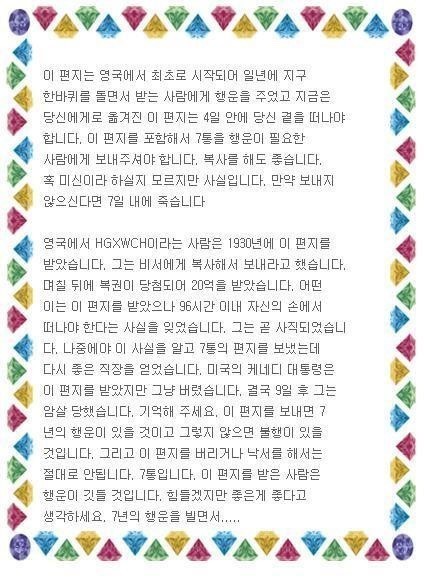 이 편지는 영국에서 최초로 시작되어 일년에 지구
한바퀴를 돌면서 받는 사람에게 행운을 주었고 지금은
당신에게로 옮겨진 이 편지는 4일 안에 당신 곁을 떠나야
합니다. 이 편지를 포함해서 7통을 행운이 필요한
사람에게 보내주셔야 합니다. 복사를 해도 좋습니다.
혹 미신이라 하실지 모르지만 사실입니다. 만약 보내지
않으신다면 7일 내에 죽습니다
영국에서 HGXWCH이라는 사람은 1930년에 이 편지를
받았습니다. 그는 비서에게 복사해서 보내라고 했습니다.
며칠 뒤에 복권이 당첨되어 20억을 받았습니다. 어떤
이는 이 편지를 받았으나 96시간 이내 자신의 손에서
떠나야 한다는 사실을 잊었습니다. 그는 곧 사직되었습니
다. 나중에야 이 사실을 알고 7통의 편지를 보냈는데
다시 좋은 직장을 얻었습니다. 미국의 케네디 대통령은
이 편지를 받았지만 그냥 버렸습니다. 결국 9일 후 그는
암살 당했습니다. 기억해 주세요. 이 편지를 보내면 7
년의 행운이 있을 것이고 그렇지 않으면 불행이 있을
것입니다. 그리고 이 편지를 버리거나 낙서를 해서는
절대로 안됩니다. 7통입니다. 이 편지를 받은 사람은
행운이 깃들 것입니다. 힘들겠지만 좋은게 좋다고
생각하세요. 7년의 행운을 빌면서.....